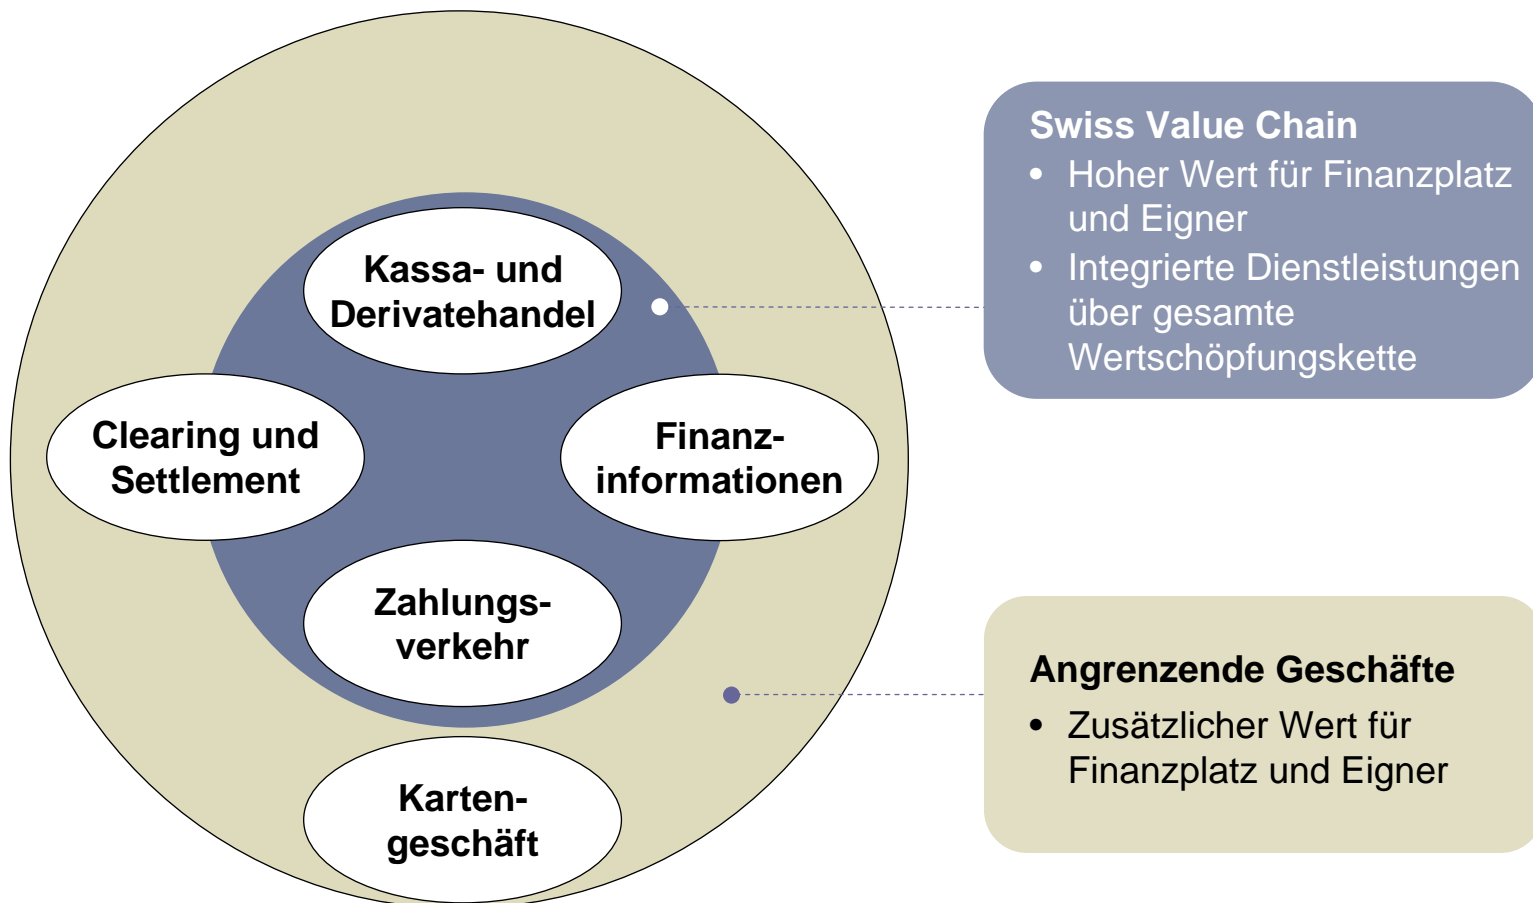 Kassa- und
Derivatehandel
Clearing und
Settlement
Finanz-
informationen
Zahlungs-
verkehr
Karten-
geschäft
Swiss Value Chain
• Hoher Wert für Finanzplatz
und Eigner
• Integrierte Dienstleistungen
über gesamte
Wertschöpfungskette
Angrenzende Geschäfte
• Zusätzlicher Wert für
Finanzplatz und Eigner